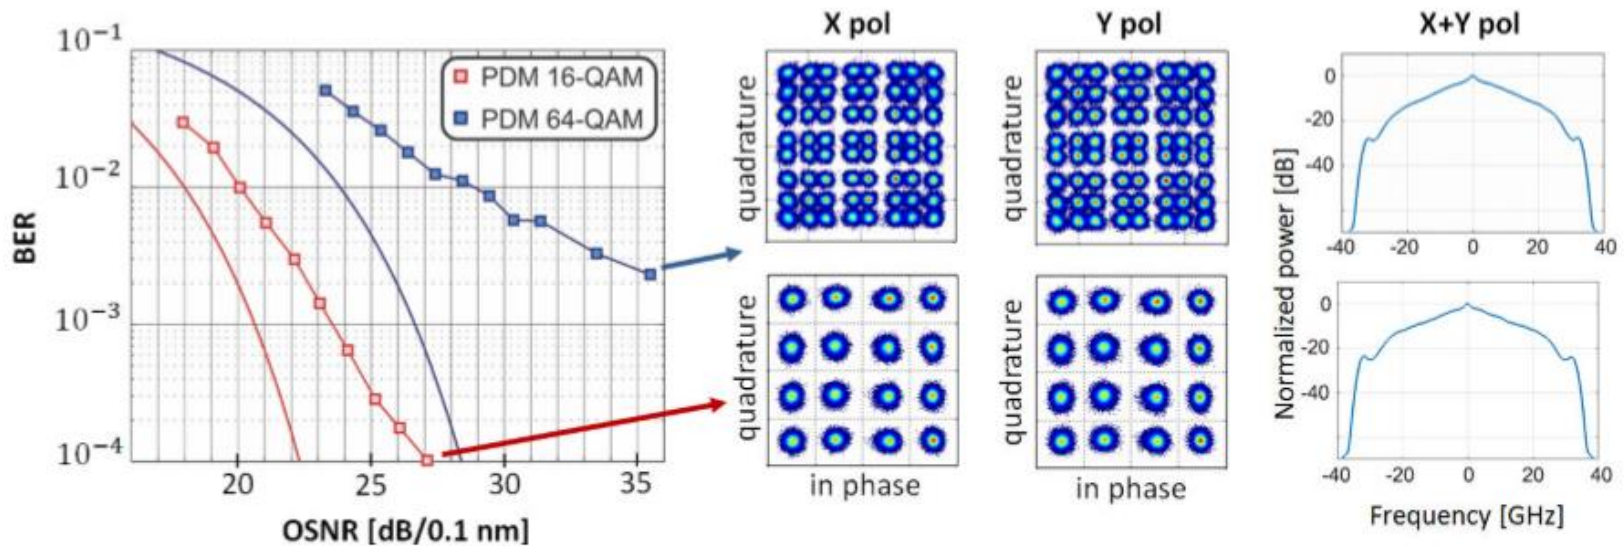 X pol
Y pol
X+Y pol
10⁻¹
10⁻²
10⁻³
10⁻⁴
BER
PDM 16-QAM
PDM 64-QAM
20
25
30
35
OSNR [dB/0.1 nm]
quadrature
quadrature
quadrature
quadrature
in phase
in phase
Normalized power [dB]
0
-20
-40
-40
-20
0
20
40
0
-20
-40
-40
-20
0
20
40
Frequency [GHz]